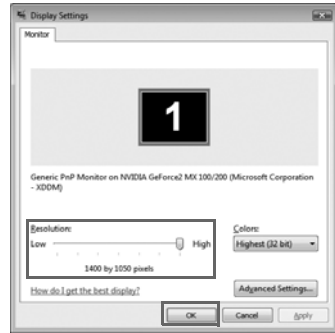 Display Settings
Monitor
1
Generic PnP Monitor on NVIDIA GeForce2 MX 100/200 (Microsoft Corporation
- XDDM)
Resolution:
Colors:
Low
High
Highest (32 bit)
1400 by 1050 pixels
How do I get the best display?
Advanced Settings...
OK
Cancel
Apply